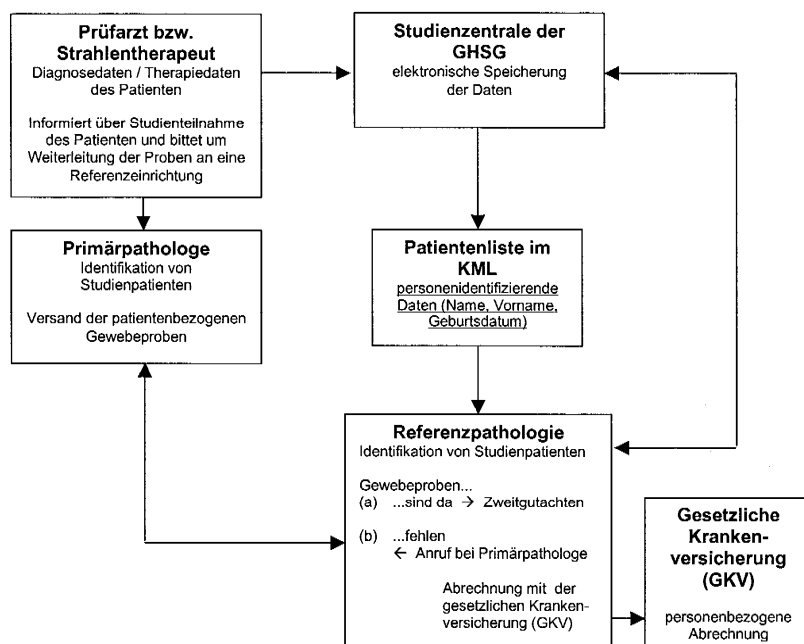 Prüfarzt bzw.
Strahlentherapeut
Diagnosedaten / Therapiedaten
des Patienten
Informiert über Studienteilnahme
des Patienten und bittet um
Weiterleitung der Proben an eine
Referenzeinrichtung
Studienzentrale der
GHSG
elektronische Speicherung
der Daten
Primärpathologe
Identifikation von
Studienpatienten
Versand der patientenbezogenen
Gewebeproben
Patientenliste im
KML
personenidentifizierende
Daten (Name, Vorname,
Geburtsdatum)
Referenzpathologie
Identifikation von Studienpatienten
Gewebeproben...
(a) ...sind da → Zweitgutachten
(b) ...fehlen
← Anruf bei Primärpathologe
Abrechnung mit der
gesetzlichen Kranken-
versicherung (GKV)
Gesetzliche
Kranken-
versicherung
(GKV)
personenbezogene
Abrechnung